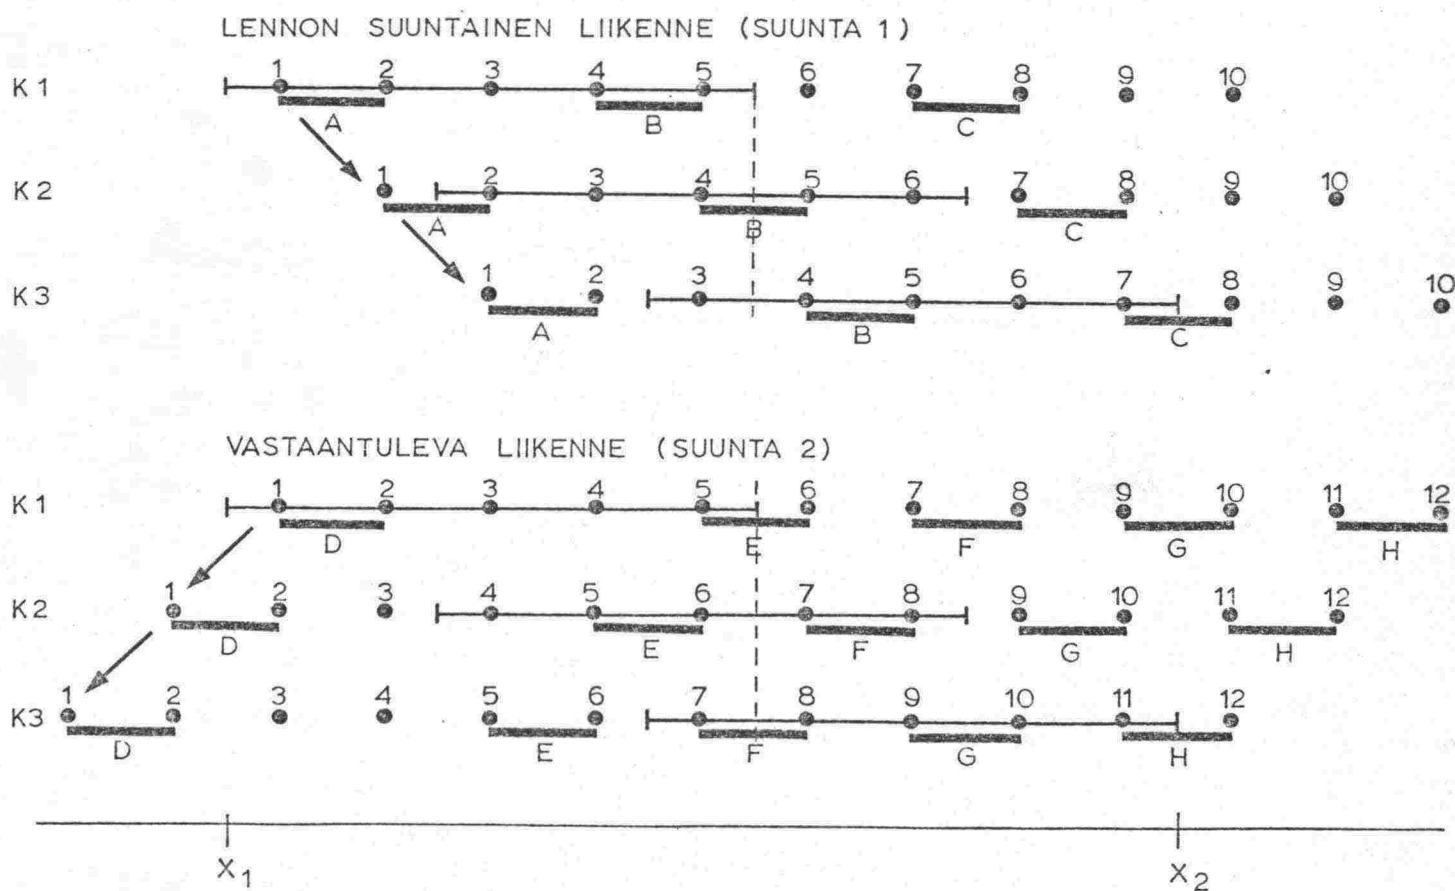 LENNON SUUNTAINEN LIIKENNE (SUUNTA 1)
K1 1 2 3 4 5 6 7 8 9 10
A B C
K2 1 2 3 4 5 6 7 8 9 10
A B C
K3 1 2 3 4 5 6 7 8 9 10
A B C
VASTAANTULEVA LIIKENNE (SUUNTA 2)
K1 1 2 3 4 5 6 7 8 9 10 11 12
D E F G H
K2 1 2 3 4 5 6 7 8 9 10 11 12
D E F G H
K3 1 2 3 4 5 6 7 8 9 10 11 12
D E F G H
X1 X2